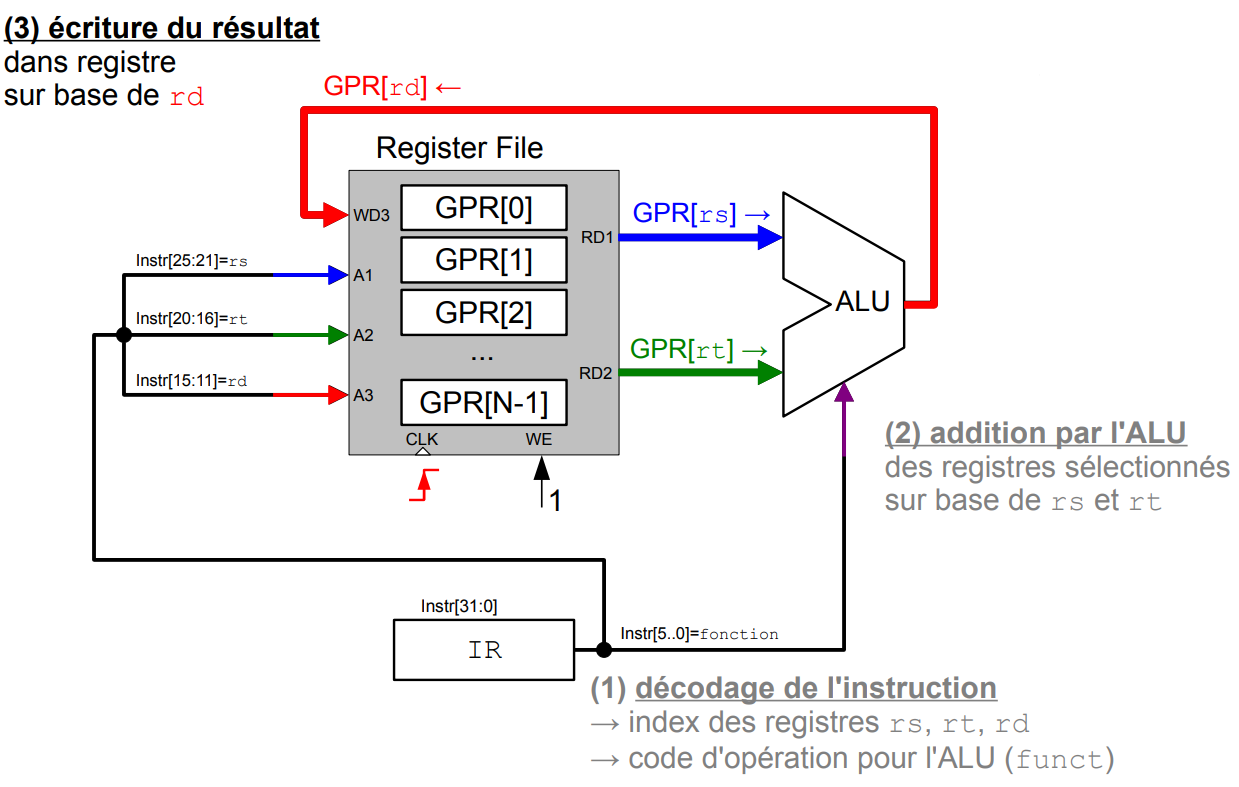 (3) écriture du résultat
dans registre
sur base de rd
GPR[rd] ←
Register File
WD3
GPR[0]
RD1
GPR[rs] →
Instr[25:21]=rs
A1
GPR[1]
ALU
Instr[20:16]=rt
A2
GPR[2]
...
RD2
GPR[rt] →
Instr[15:11]=rd
A3
GPR[N-1]
CLK
WE
1
(2) addition par l'ALU
des registres sélectionnés
sur base de rs et rt
Instr[31:0]
IR
Instr[5..0]=fonction
(1) décodage de l'instruction
→ index des registres rs, rt, rd
→ code d'opération pour l'ALU (funct)